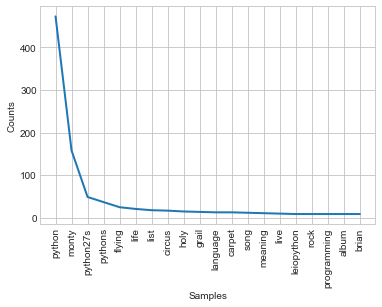 400
300
200
100
0
Counts
python
monty
python27s
pythons
flying
life
list
circus
holy
grail
language
carpet
song
meaning
live
leiopython
rock
programming
album
brian
Samples